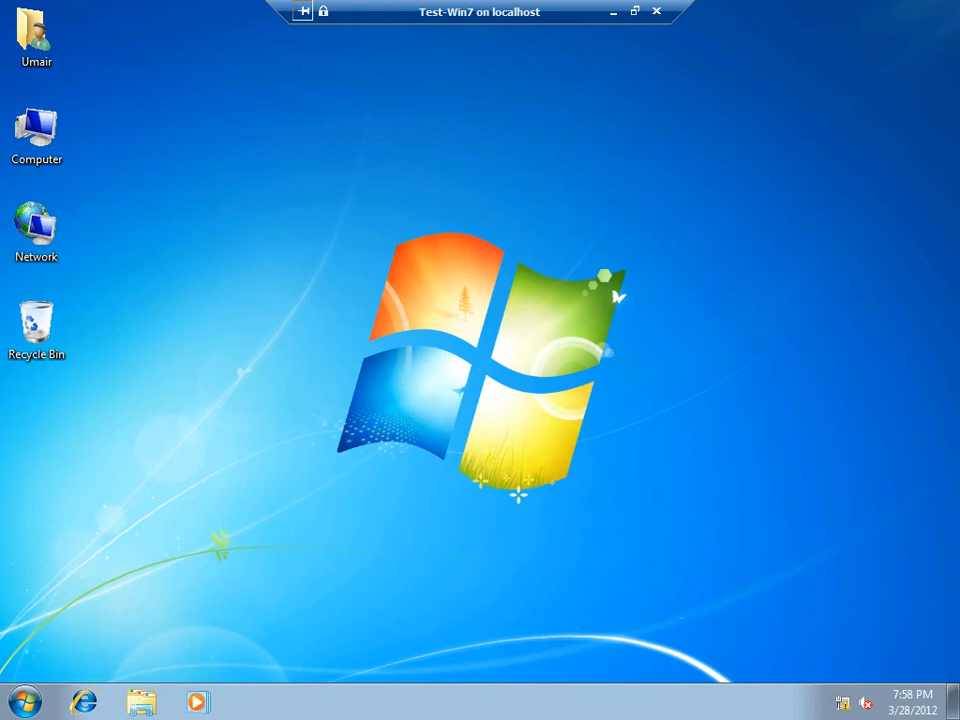 Test-Win7 on localhost
Umair
Computer
Network
Recycle Bin
7:58 PM
3/28/2012